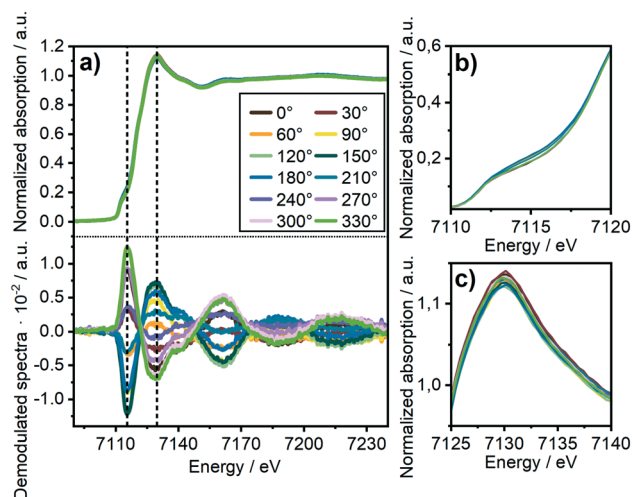 a)
Normalized absorption / a.u.
1.2
1.0
0.8
0.6
0.4
0.2
0.0
0° 30°
60° 90°
120° 150°
180° 210°
240° 270°
300° 330°
Demodulated spectra · 10⁻² / a.u.
1.0
0.5
0.0
-0.5
-1.0
7110 7140 7170 7200 7230
Energy / eV
b)
Normalized absorption / a.u.
0,6
0,4
0,2
7110 7115 7120
Energy / eV
c)
Normalized absorption / a.u.
1,1
1,0
7125 7130 7135 7140
Energy / eV